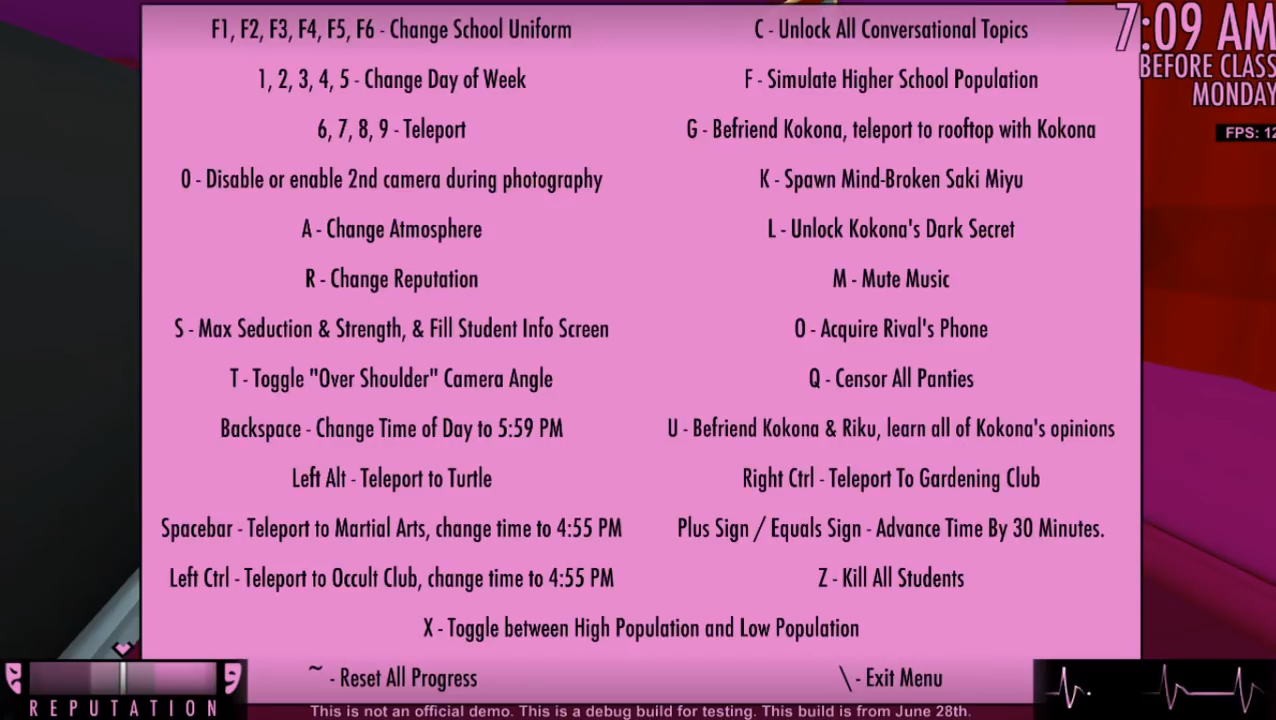 F1, F2, F3, F4, F5, F6 - Change School Uniform
C - Unlock All Conversational Topics
7:09 AM
BEFORE CLASS
MONDAY
1, 2, 3, 4, 5 - Change Day of Week
F - Simulate Higher School Population
6, 7, 8, 9 - Teleport
G - Befriend Kokona, teleport to rooftop with Kokona
FPS: 12
0 - Disable or enable 2nd camera during photography
K - Spawn Mind-Broken Saki Miyu
A - Change Atmosphere
L - Unlock Kokona's Dark Secret
R - Change Reputation
M - Mute Music
S - Max Seduction & Strength, & Fill Student Info Screen
O - Acquire Rival's Phone
T - Toggle "Over Shoulder" Camera Angle
Q - Censor All Panties
Backspace - Change Time of Day to 5:59 PM
U - Befriend Kokona & Riku, learn all of Kokona's opinions
Left Alt - Teleport to Turtle
Right Ctrl - Teleport To Gardening Club
Spacebar - Teleport to Martial Arts, change time to 4:55 PM
Plus Sign / Equals Sign - Advance Time By 30 Minutes.
Left Ctrl - Teleport to Occult Club, change time to 4:55 PM
Z - Kill All Students
X - Toggle between High Population and Low Population
~ - Reset All Progress
\ - Exit Menu
REPUTATION
This is not an official demo. This is a debug build for testing. This build is from June 28th.